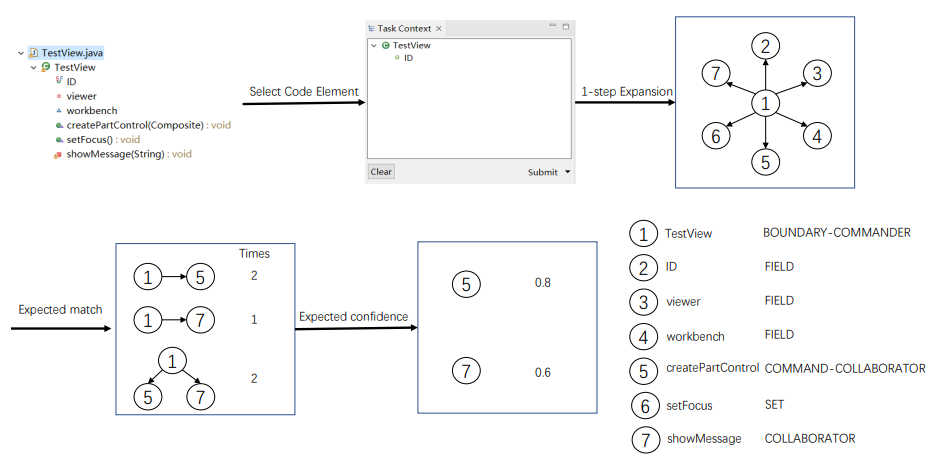 TestView.java
TestView
ID
viewer
workbench
createPartControl(Composite) : void
setFocus() : void
showMessage(String) : void
Select Code Element
Task Context
TestView
ID
Clear
Submit
1-step Expansion
2
7
3
1
6
4
5
Expected match
Times
1
5
2
1
7
1
1
5
7
2
Expected confidence
5
0.8
7
0.6
1 TestView BOUNDARY-COMMANDER
2 ID FIELD
3 viewer FIELD
4 workbench FIELD
5 createPartControl COMMAND-COLLABORATOR
6 setFocus SET
7 showMessage COLLABORATOR